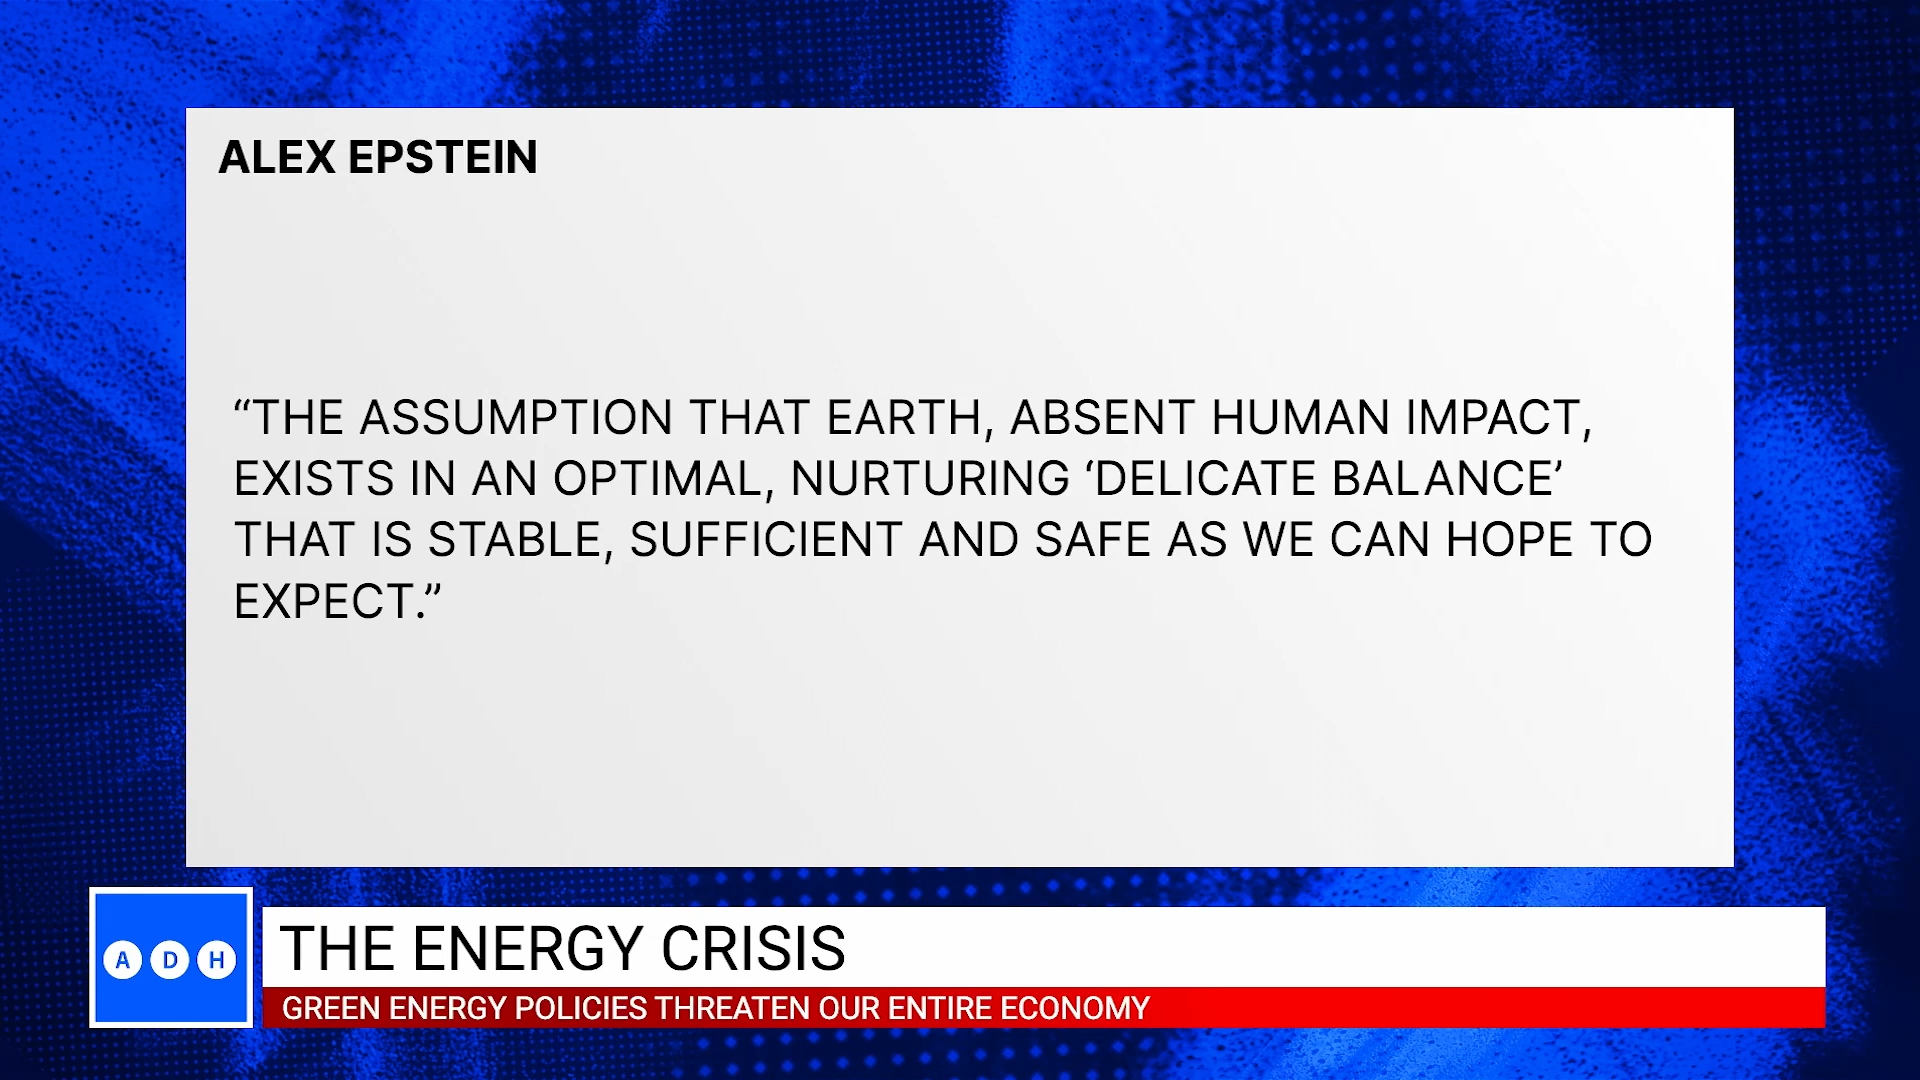 ALEX EPSTEIN
“THE ASSUMPTION THAT EARTH, ABSENT HUMAN IMPACT,
EXISTS IN AN OPTIMAL, NURTURING ‘DELICATE BALANCE’
THAT IS STABLE, SUFFICIENT AND SAFE AS WE CAN HOPE TO
EXPECT.”
A D H
THE ENERGY CRISIS
GREEN ENERGY POLICIES THREATEN OUR ENTIRE ECONOMY